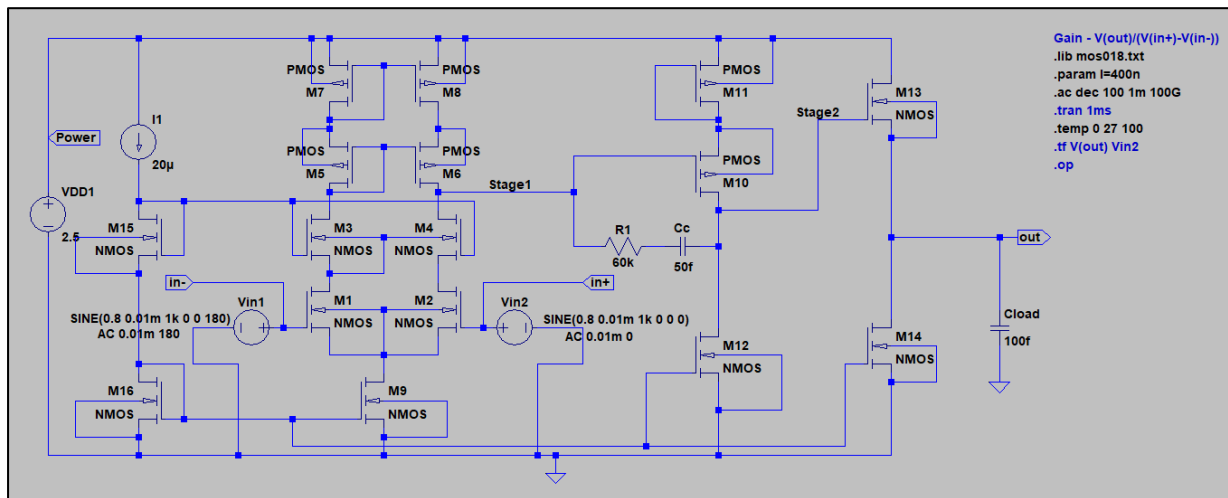 Gain - V(out)/(V(in+)-V(in-))
.lib mos018.txt
.param l=400n
.ac dec 100 1m 100G
.tran 1ms
.temp 0 27 100
.tf V(out) Vin2
.op
Power
VDD1
2.5
I1
20µ
PMOS
M7
PMOS
M8
PMOS
M5
PMOS
M6
Stage1
M15
NMOS
M3
NMOS
M4
NMOS
in-
Vin1
SINE(0.8 0.01m 1k 0 0 180)
AC 0.01m 180
M1
NMOS
M2
NMOS
in+
Vin2
SINE(0.8 0.01m 1k 0 0 0)
AC 0.01m 0
M16
NMOS
M9
NMOS
R1
60k
Cc
50f
PMOS
M11
PMOS
M10
Stage2
M12
NMOS
M13
NMOS
M14
NMOS
out
Cload
100f